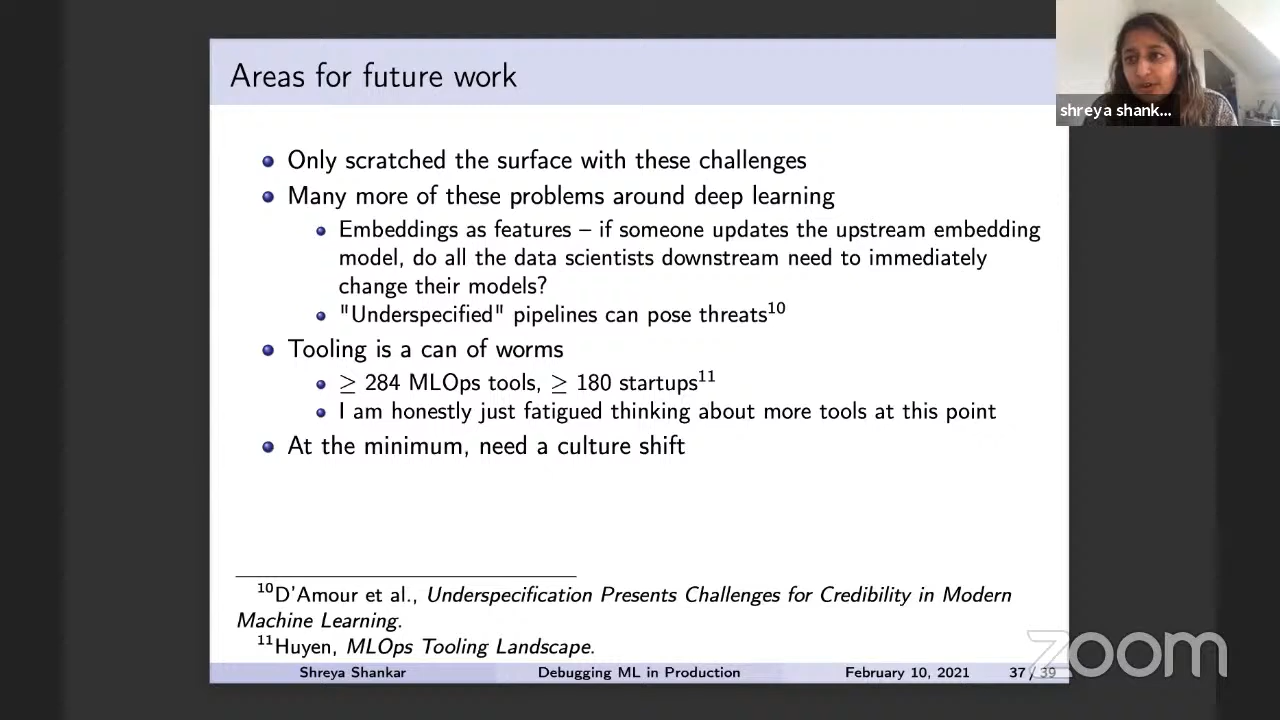 Areas for future work
shreya shank...
Only scratched the surface with these challenges
Many more of these problems around deep learning
Embeddings as features – if someone updates the upstream embedding
model, do all the data scientists downstream need to immediately
change their models?
"Underspecified" pipelines can pose threats¹⁰
Tooling is a can of worms
≥ 284 MLOps tools, ≥ 180 startups¹¹
I am honestly just fatigued thinking about more tools at this point
At the minimum, need a culture shift
¹⁰D'Amour et al., Underspecification Presents Challenges for Credibility in Modern
Machine Learning.
¹¹Huyen, MLOps Tooling Landscape.
Shreya Shankar Debugging ML in Production February 10, 2021 37 / 39
zoom